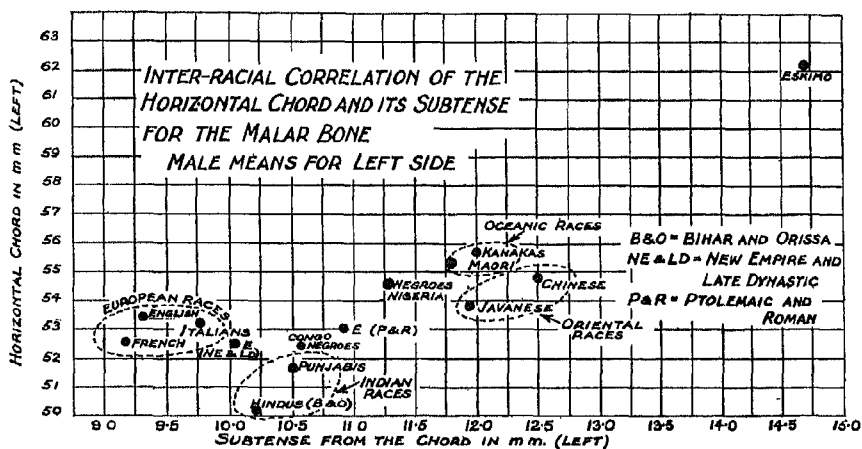 INTER-RACIAL CORRELATION OF THE
HORIZONTAL CHORD AND ITS SUBTENSE
FOR THE MALAR BONE
MALE MEANS FOR LEFT SIDE
HORIZONTAL CHORD IN mm (LEFT)
63
62
61
60
59
58
57
56
55
54
53
52
51
50
ESKIMO
OCEANIC RACES
KANAKAS
MAORI
CHINESE
JAVANESE
ORIENTAL
RACES
B&O = BIHAR AND ORISSA
NE & LD = NEW EMPIRE AND
LATE DYNASTIC
P&R = PTOLEMAIC AND
ROMAN
NEGROES
NIGERIA
EUROPEAN RACES
ENGLISH
ITALIANS
FRENCH
E
(NE & LD)
E (P&R)
CONGO
NEGROES
PUNJABIS
HINDUS (B&O)
INDIAN
RACES
9·0 9·5 10·0 10·5 11·0 11·5 12·0 12·5 13·0 13·5 14·0 14·5 15·0
SUBTENSE FROM THE CHORD IN mm. (LEFT)